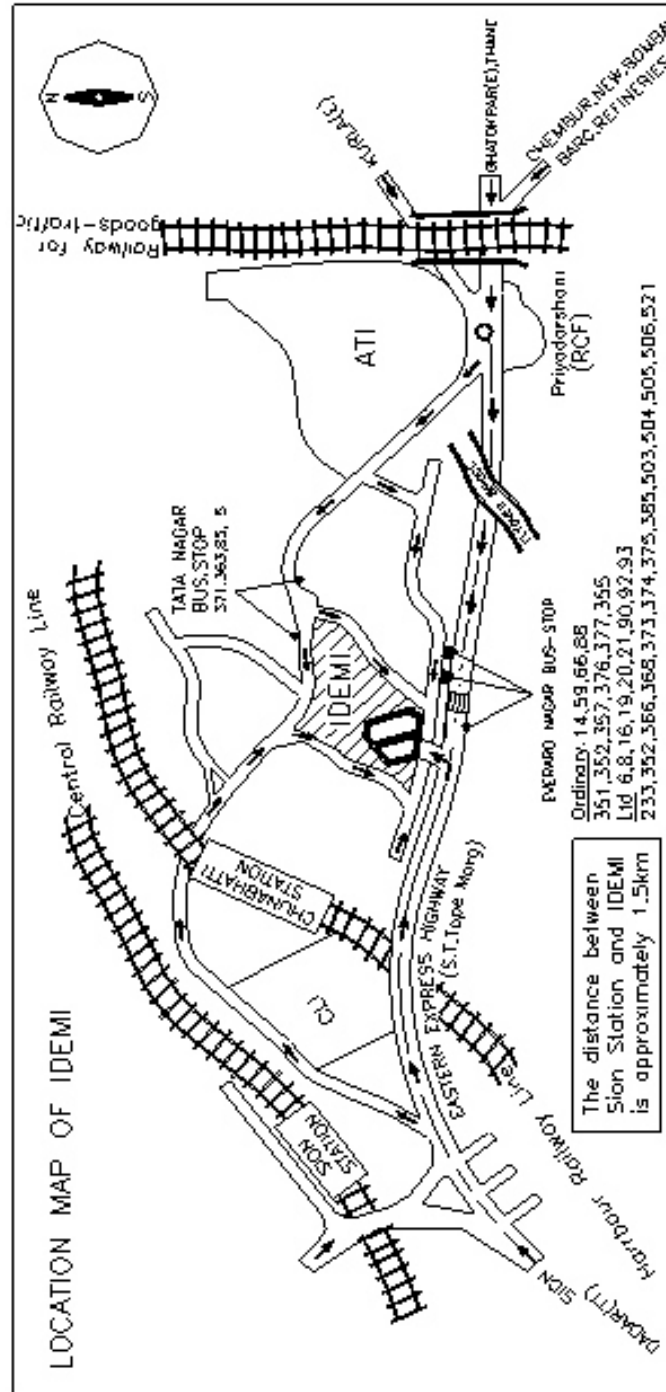 LOCATION MAP OF IDEMI
Central Railway Line
Railway for
goods-traffic
N
S
KURLA(E)
GHATOKPAR(E),THANE
CHEMBUR,NEW.BOMBAY
BARC,REFINERIES
TATA NAGAR
BUS.STOP
371,363,85, 5
ATI
Priyadarshani
(RCF)
IDEMI
CHUNABHATTI
STATION
CLI
SION
STATION
EASTERN EXPRESS HIGHWAY
(S.T.Tope Marg)
EVERARD NAGAR BUS-STOP
Ordinary 14,59,66,88
351,352,357,376,377,355
Ltd 6,8,16,19,20,21,90,92,93
233,352,366,368,373,374,375,385,503,504,505,506,521
The distance between
Sion Station and IDEMI
is approximately 1.5km
Harbour Railway Line
SION
DADAR(TT)